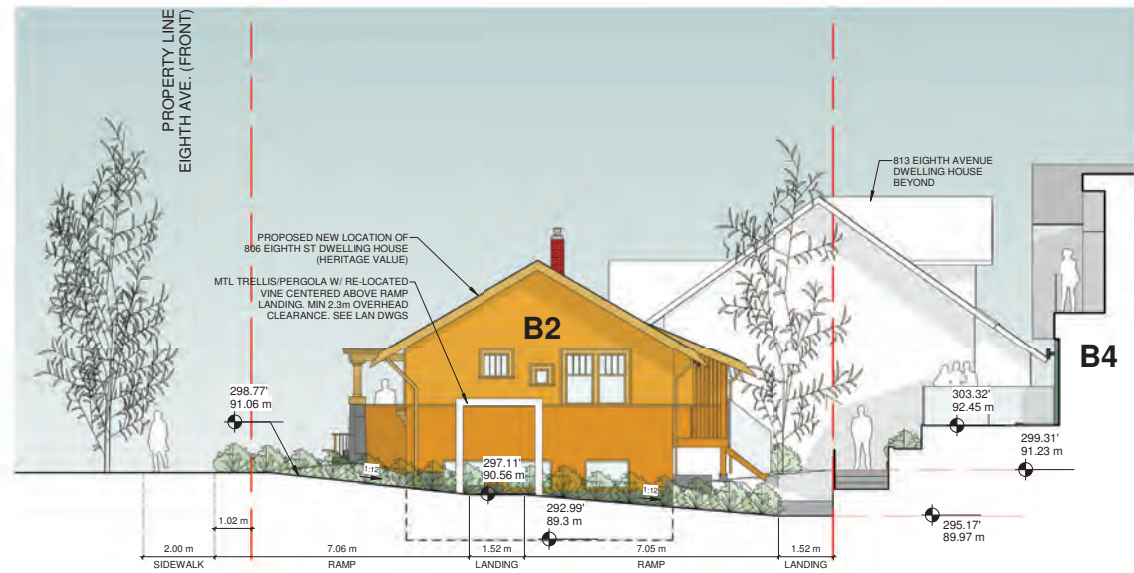 PROPERTY LINE
EIGHTH AVE. (FRONT)
813 EIGHTH AVENUE
DWELLING HOUSE
BEYOND
PROPOSED NEW LOCATION OF
806 EIGHTH ST DWELLING HOUSE
(HERITAGE VALUE)
MTL TRELLIS/PERGOLA W/ RE-LOCATED
VINE CENTERED ABOVE RAMP
LANDING. MIN 2.3m OVERHEAD
CLEARANCE. SEE LAN DWGS
B2
B4
298.77'
91.06 m
303.32'
92.45 m
299.31'
91.23 m
1:12
297.11'
90.56 m
1:12
292.99'
89.3 m
295.17'
89.97 m
1.02 m
2.00 m
7.06 m
1.52 m
7.05 m
1.52 m
SIDEWALK
RAMP
LANDING
RAMP
LANDING